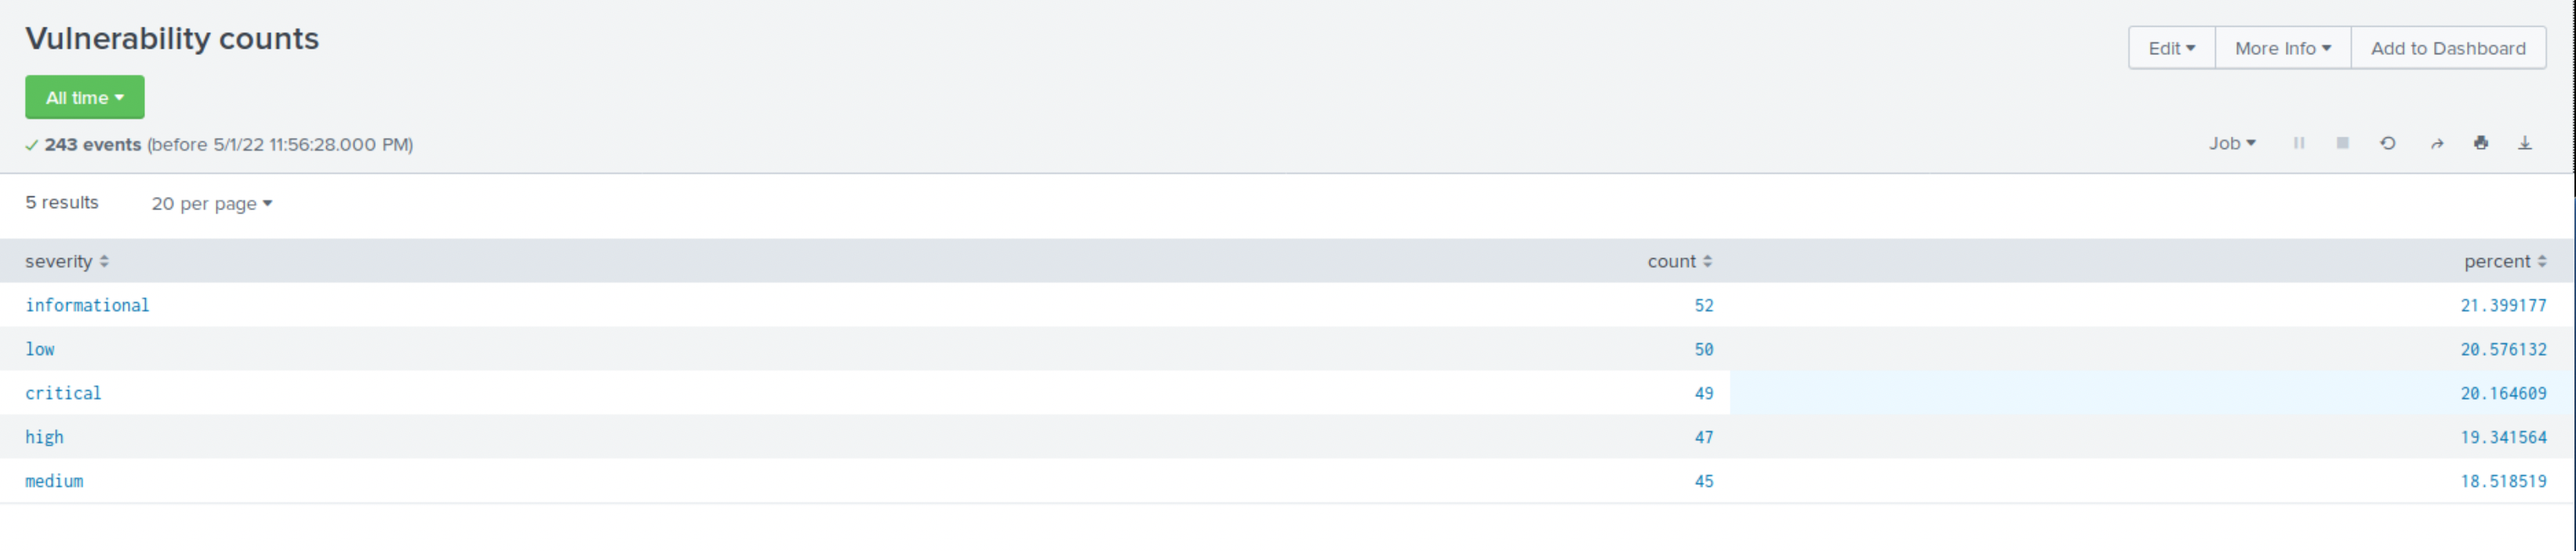 Vulnerability counts
Edit More Info Add to Dashboard
All time
243 events (before 5/1/22 11:56:28.000 PM)
Job
5 results 20 per page
severity count percent
informational 52 21.399177
low 50 20.576132
critical 49 20.164609
high 47 19.341564
medium 45 18.518519